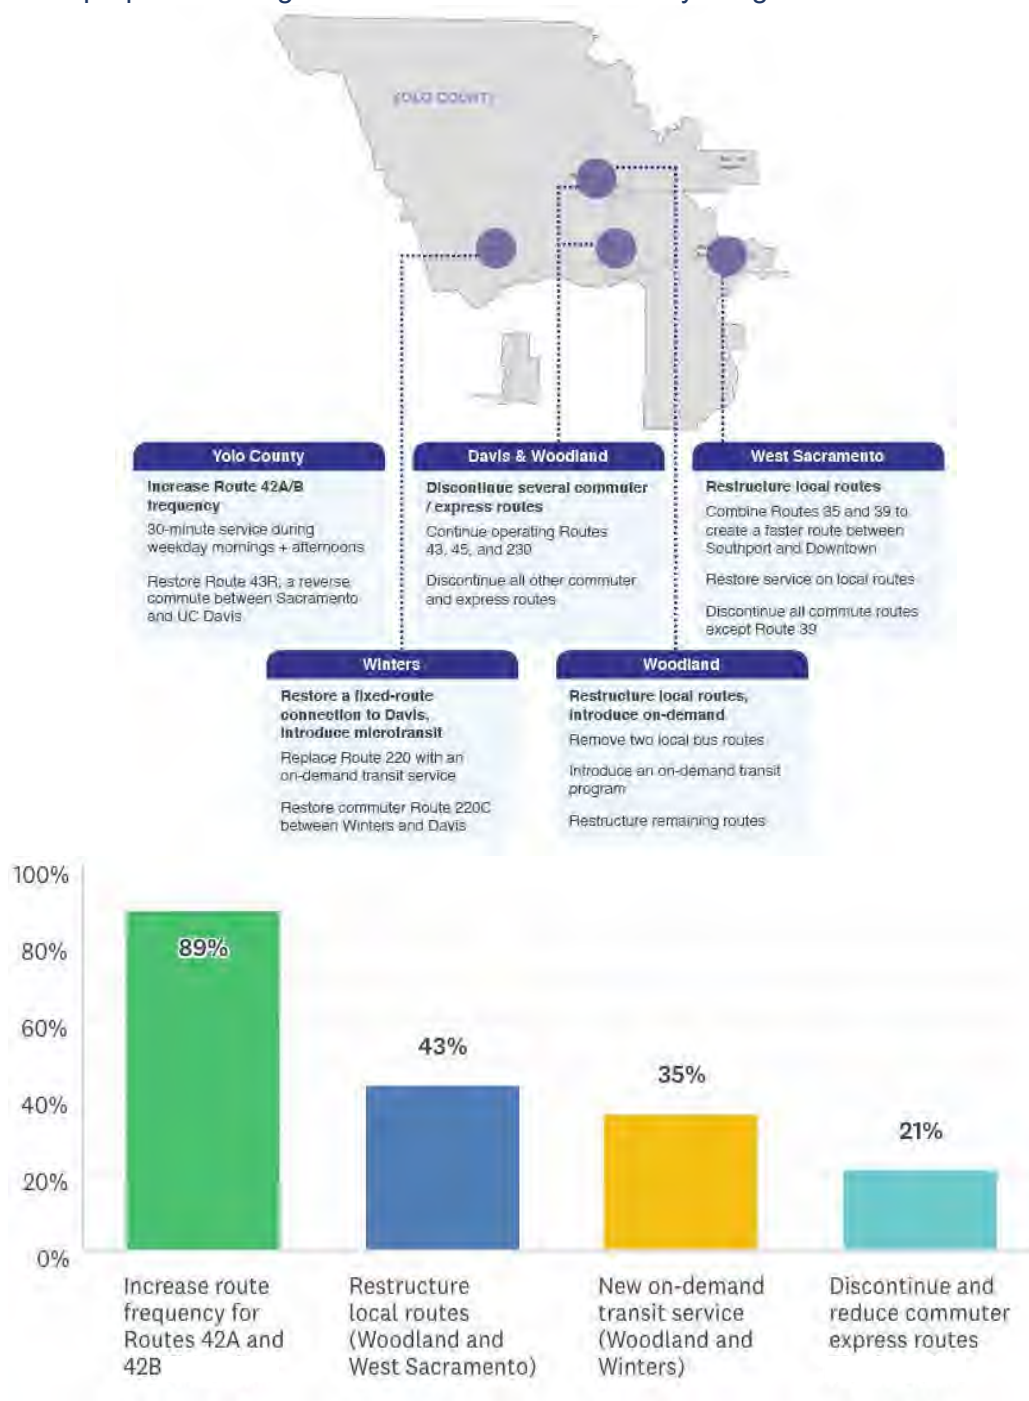 YOLO COUNTY
Yolo County
Increase Route 42A/B
frequency
30-minute service during
weekday mornings + afternoons
Restore Route 43R, a reverse
commute between Sacramento
and UC Davis
Davis & Woodland
Discontinue several commuter
/ express routes
Continue operating Routes
43, 45, and 230
Discontinue all other commuter
and express routes
West Sacramento
Restructure local routes
Combine Routes 35 and 39 to
create a faster route between
Southport and Downtown
Restore service on local routes
Discontinue all commute routes
except Route 39
Winters
Restore a fixed-route
connection to Davis,
Introduce microtransit
Replace Route 220 with an
on-demand transit service
Restore commuter Route 220C
between Winters and Davis
Woodland
Restructure local routes,
introduce on-demand
Remove two local bus routes
Introduce an on-demand transit
program
Restructure remaining routes
100%
80%
60%
40%
20%
0%
89%
43%
35%
21%
Increase route
frequency for
Routes 42A and
42B
Restructure
local routes
(Woodland and
West Sacramento)
New on-demand
transit service
(Woodland and
Winters)
Discontinue and
reduce commuter
express routes